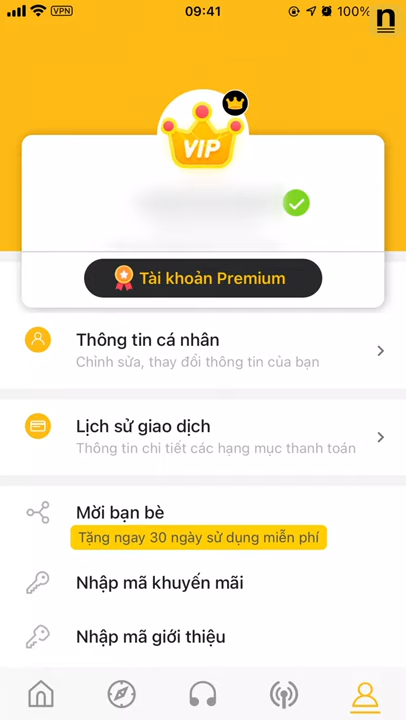 VPN 09:41 100%
n
VIP
Tài khoản Premium
Thông tin cá nhân
Chỉnh sửa, thay đổi thông tin của bạn
Lịch sử giao dịch
Thông tin chi tiết các hạng mục thanh toán
Mời bạn bè
Tặng ngay 30 ngày sử dụng miễn phí
Nhập mã khuyến mãi
Nhập mã giới thiệu